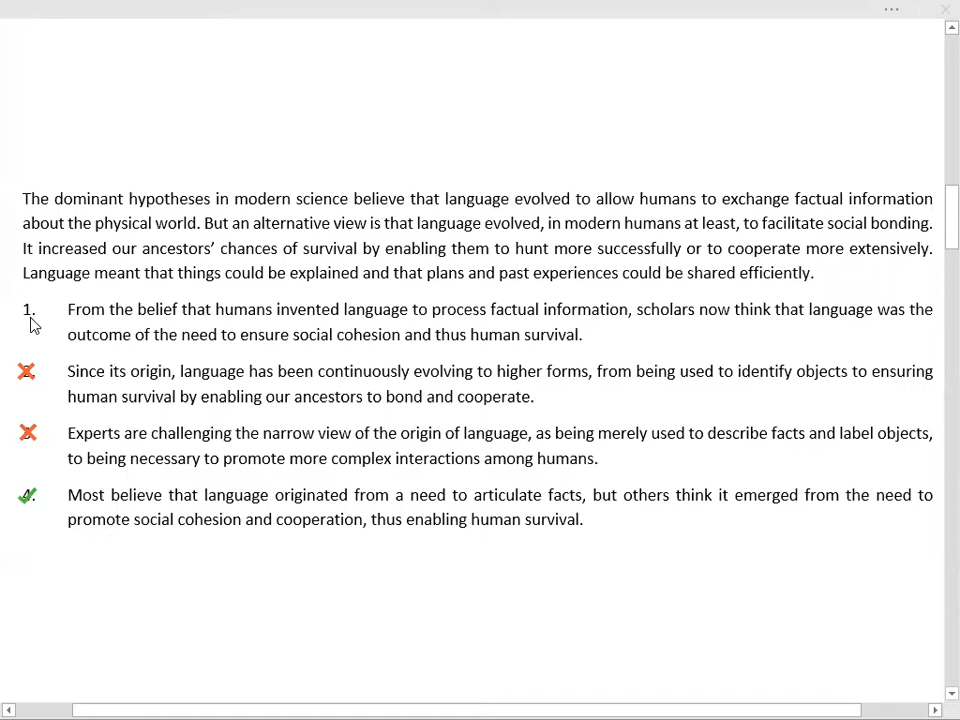 The dominant hypotheses in modern science believe that language evolved to allow humans to exchange factual information
about the physical world. But an alternative view is that language evolved, in modern humans at least, to facilitate social bonding.
It increased our ancestors’ chances of survival by enabling them to hunt more successfully or to cooperate more extensively.
Language meant that things could be explained and that plans and past experiences could be shared efficiently.
1. From the belief that humans invented language to process factual information, scholars now think that language was the
outcome of the need to ensure social cohesion and thus human survival.
2. Since its origin, language has been continuously evolving to higher forms, from being used to identify objects to ensuring
human survival by enabling our ancestors to bond and cooperate.
3. Experts are challenging the narrow view of the origin of language, as being merely used to describe facts and label objects,
to being necessary to promote more complex interactions among humans.
4. Most believe that language originated from a need to articulate facts, but others think it emerged from the need to
promote social cohesion and cooperation, thus enabling human survival.